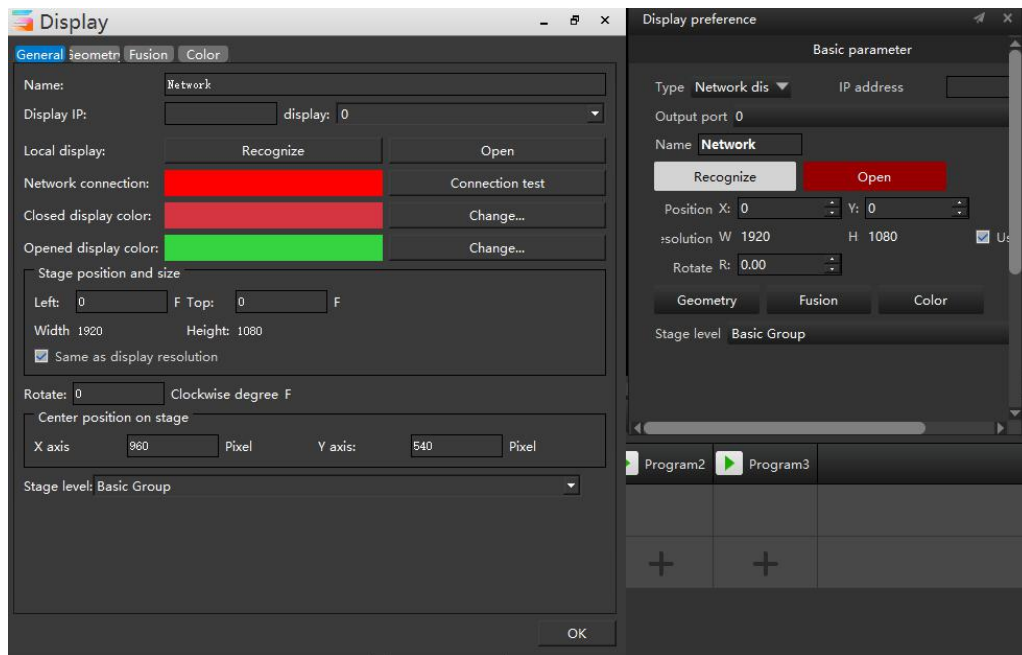 Display
General Geometr Fusion Color
Name: Network
Display IP: display: 0
Local display: Recognize Open
Network connection: Connection test
Closed display color: Change...
Opened display color: Change...
Stage position and size
Left: 0 F Top: 0 F
Width 1920 Height: 1080
Same as display resolution
Rotate: 0 Clockwise degree F
Center position on stage
X axis 960 Pixel Y axis: 540 Pixel
Stage level: Basic Group
OK
Display preference
Basic parameter
Type Network dis IP address
Output port 0
Name Network
Recognize Open
Position X: 0 Y: 0
esolution W 1920 H 1080 Us
Rotate R: 0.00
Geometry Fusion Color
Stage level Basic Group
Program2 Program3